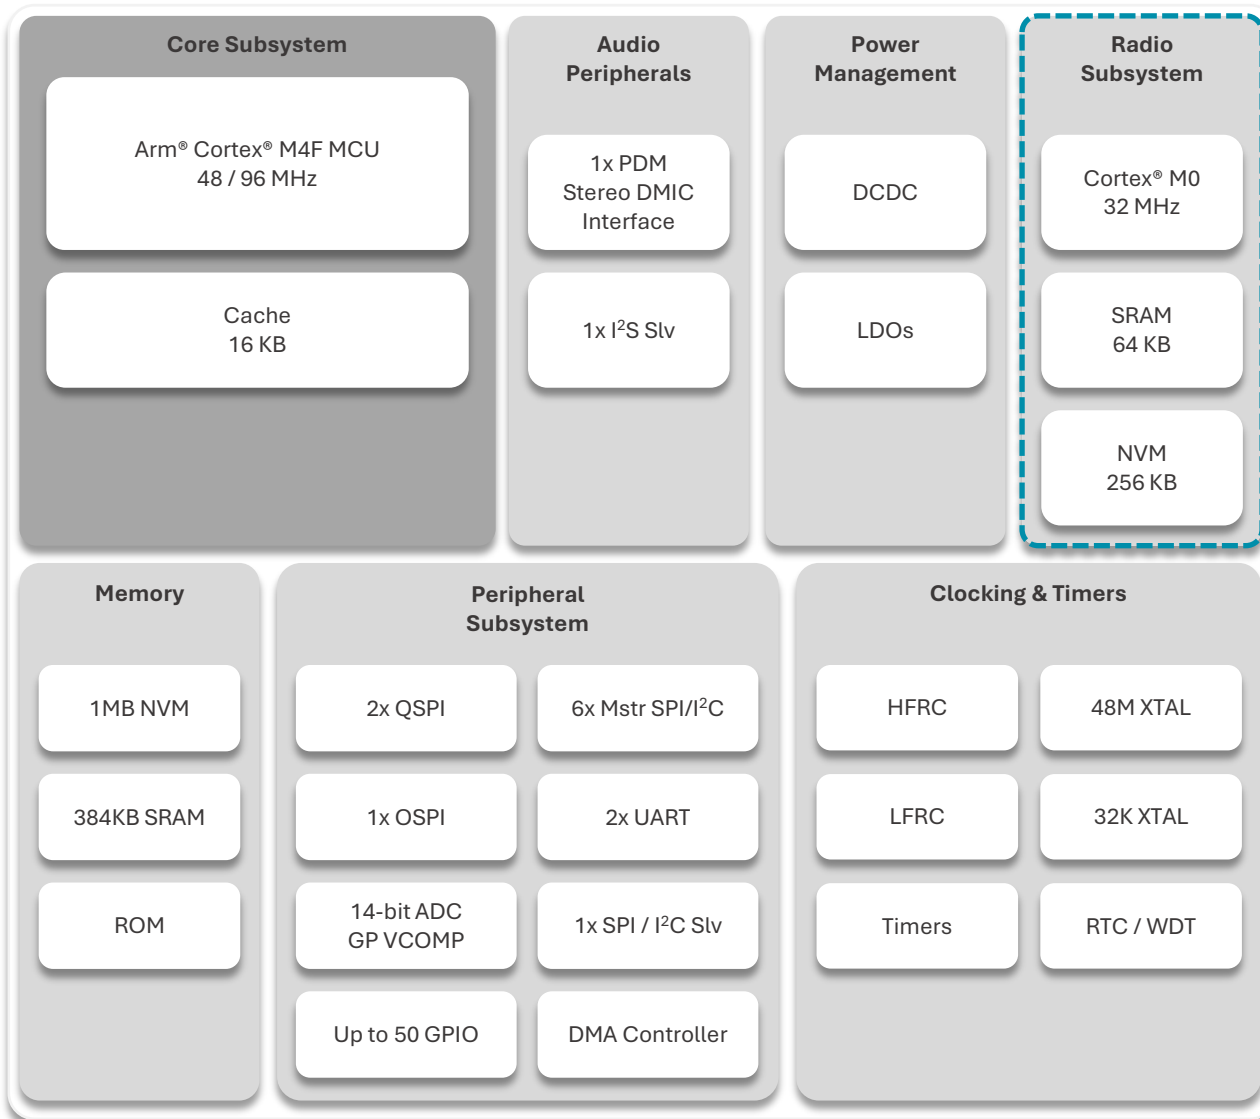 Core Subsystem
Arm® Cortex® M4F MCU
48 / 96 MHz
Cache
16 KB
Audio
Peripherals
1x PDM
Stereo DMIC
Interface
1x I²S Slv
Power
Management
DCDC
LDOs
Radio
Subsystem
Cortex® M0
32 MHz
SRAM
64 KB
NVM
256 KB
Memory
1MB NVM
384KB SRAM
ROM
Peripheral
Subsystem
2x QSPI
6x Mstr SPI/I²C
1x OSPI
2x UART
14-bit ADC
GP VCOMP
1x SPI / I²C Slv
Up to 50 GPIO
DMA Controller
Clocking & Timers
HFRC
48M XTAL
LFRC
32K XTAL
Timers
RTC / WDT